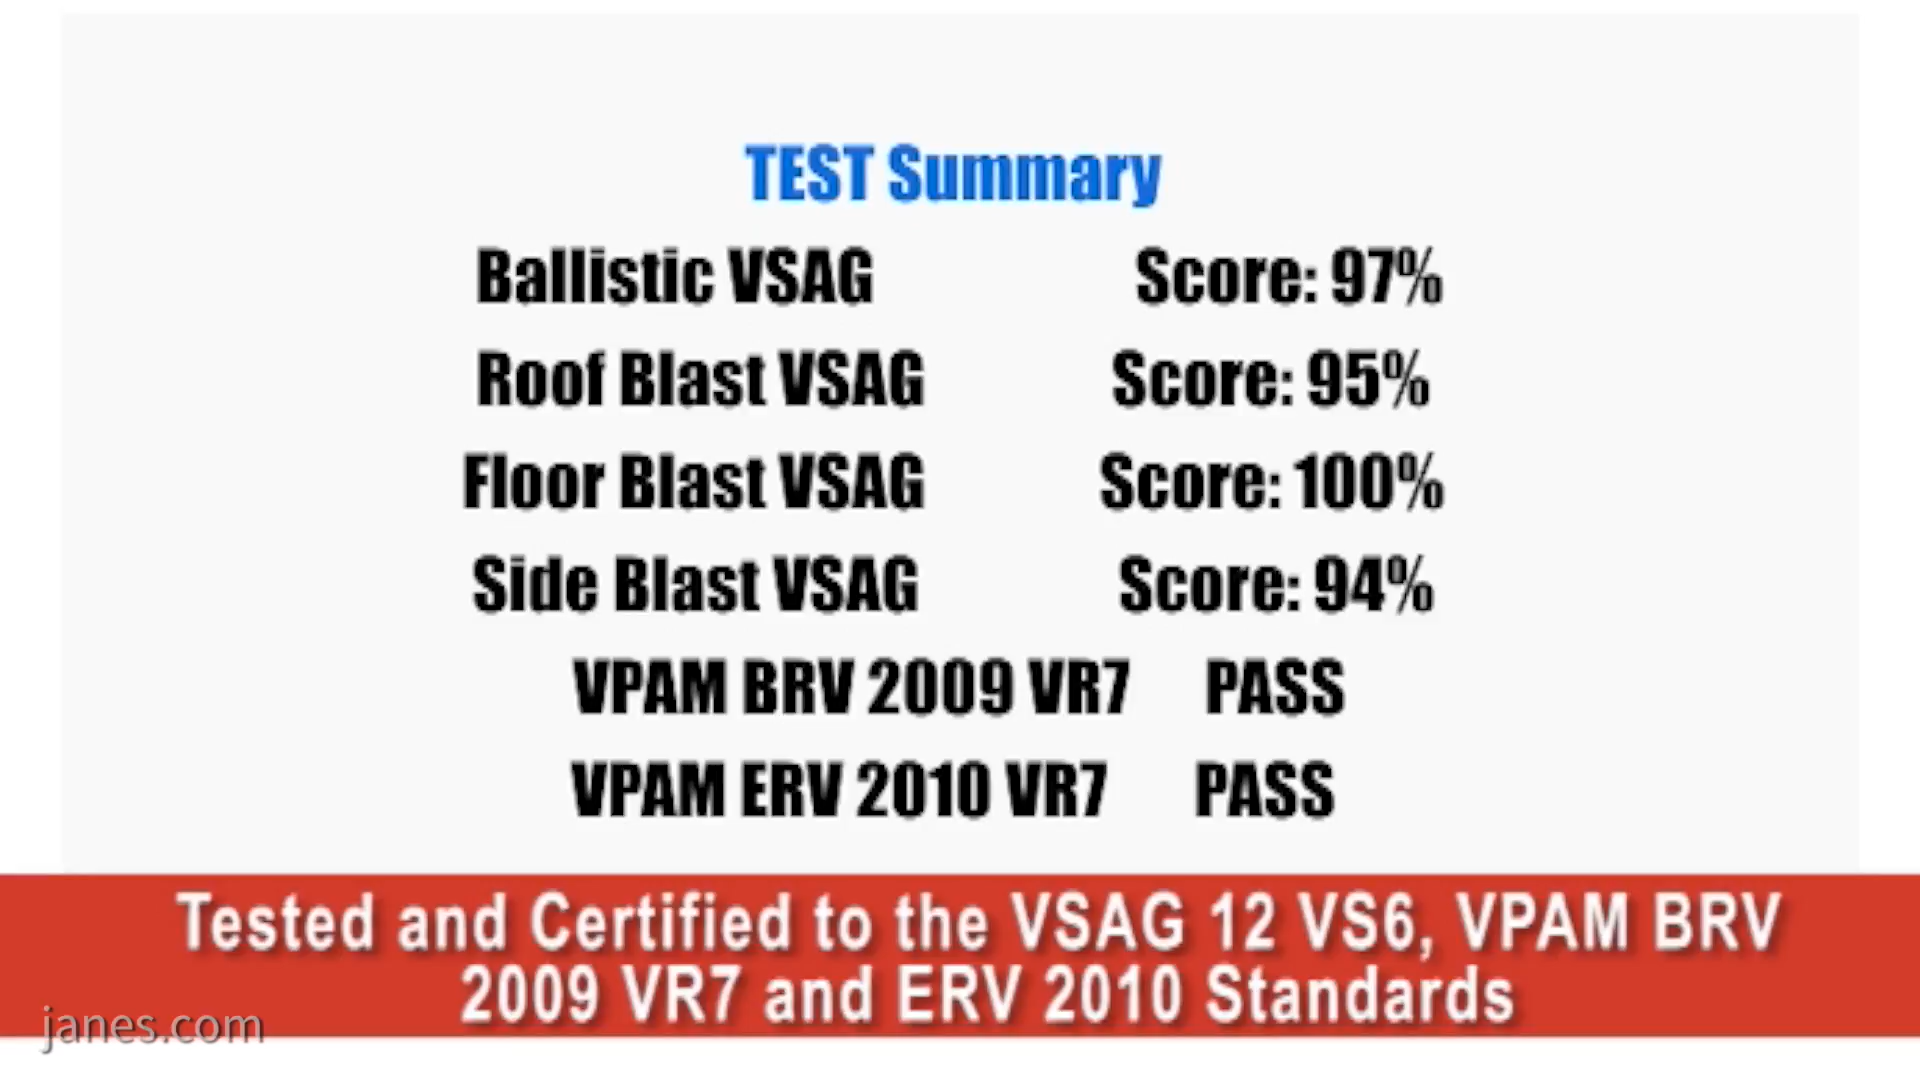 TEST Summary
Ballistic VSAG Score: 97%
Roof Blast VSAG Score: 95%
Floor Blast VSAG Score: 100%
Side Blast VSAG Score: 94%
VPAM BRV 2009 VR7 PASS
VPAM ERV 2010 VR7 PASS
Tested and Certified to the VSAG 12 VS6, VPAM BRV
2009 VR7 and ERV 2010 Standards
janes.com